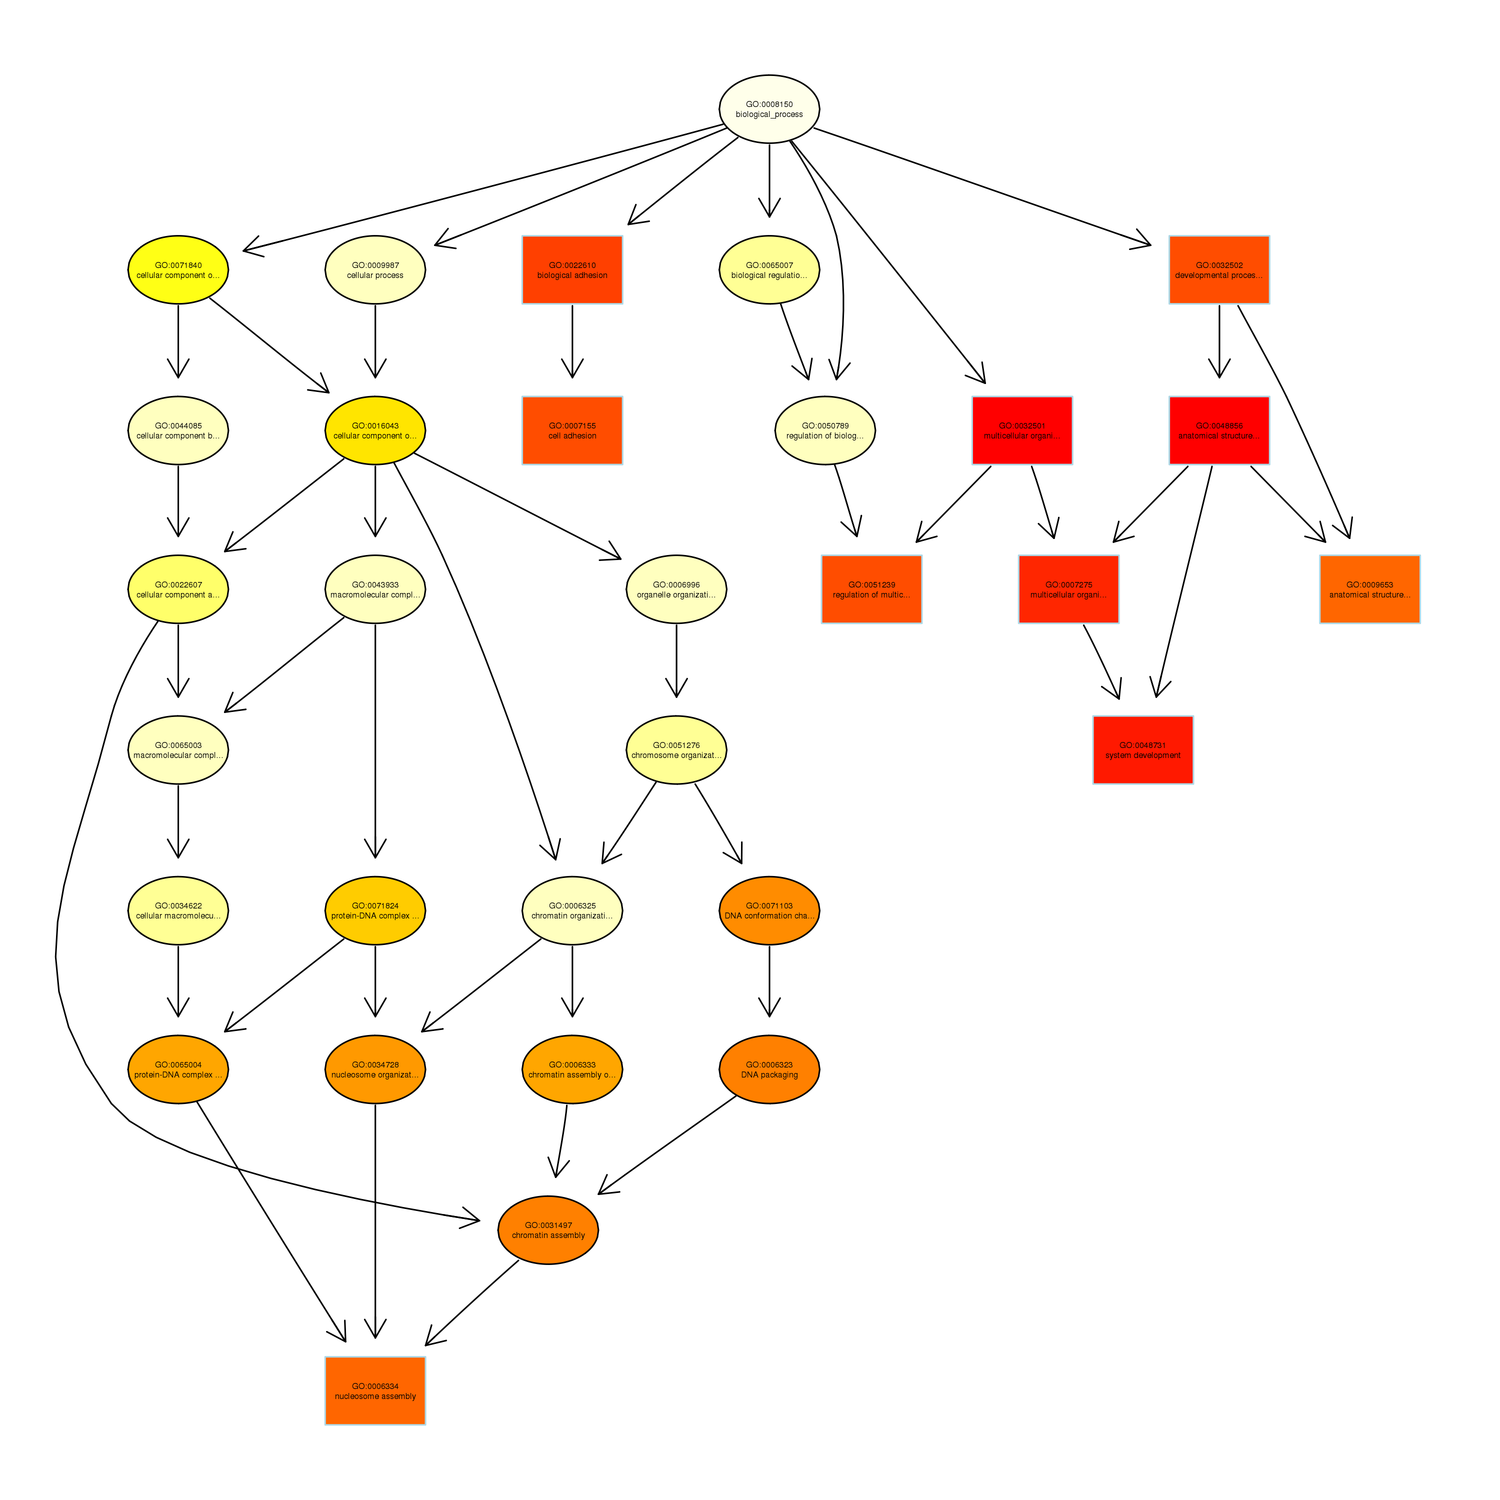 GO:0008150
biological_process
GO:0071840
cellular component o...
GO:0009987
cellular process
GO:0022610
biological adhesion
GO:0065007
biological regulatio...
GO:0032502
developmental proces...
GO:0044085
cellular component b...
GO:0016043
cellular component o...
GO:0007155
cell adhesion
GO:0050789
regulation of biolog...
GO:0032501
multicellular organi...
GO:0048856
anatomical structure...
GO:0022607
cellular component a...
GO:0043933
macromolecular compl...
GO:0006996
organelle organizati...
GO:0051239
regulation of multic...
GO:0007275
multicellular organi...
GO:0009653
anatomical structure...
GO:0065003
macromolecular compl...
GO:0051276
chromosome organizat...
GO:0048731
system development
GO:0034622
cellular macromolecu...
GO:0071824
protein-DNA complex ...
GO:0006325
chromatin organizati...
GO:0071103
DNA conformation cha...
GO:0065004
protein-DNA complex ...
GO:0034728
nucleosome organizat...
GO:0006333
chromatin assembly o...
GO:0006323
DNA packaging
GO:0031497
chromatin assembly
GO:0006334
nucleosome assembly